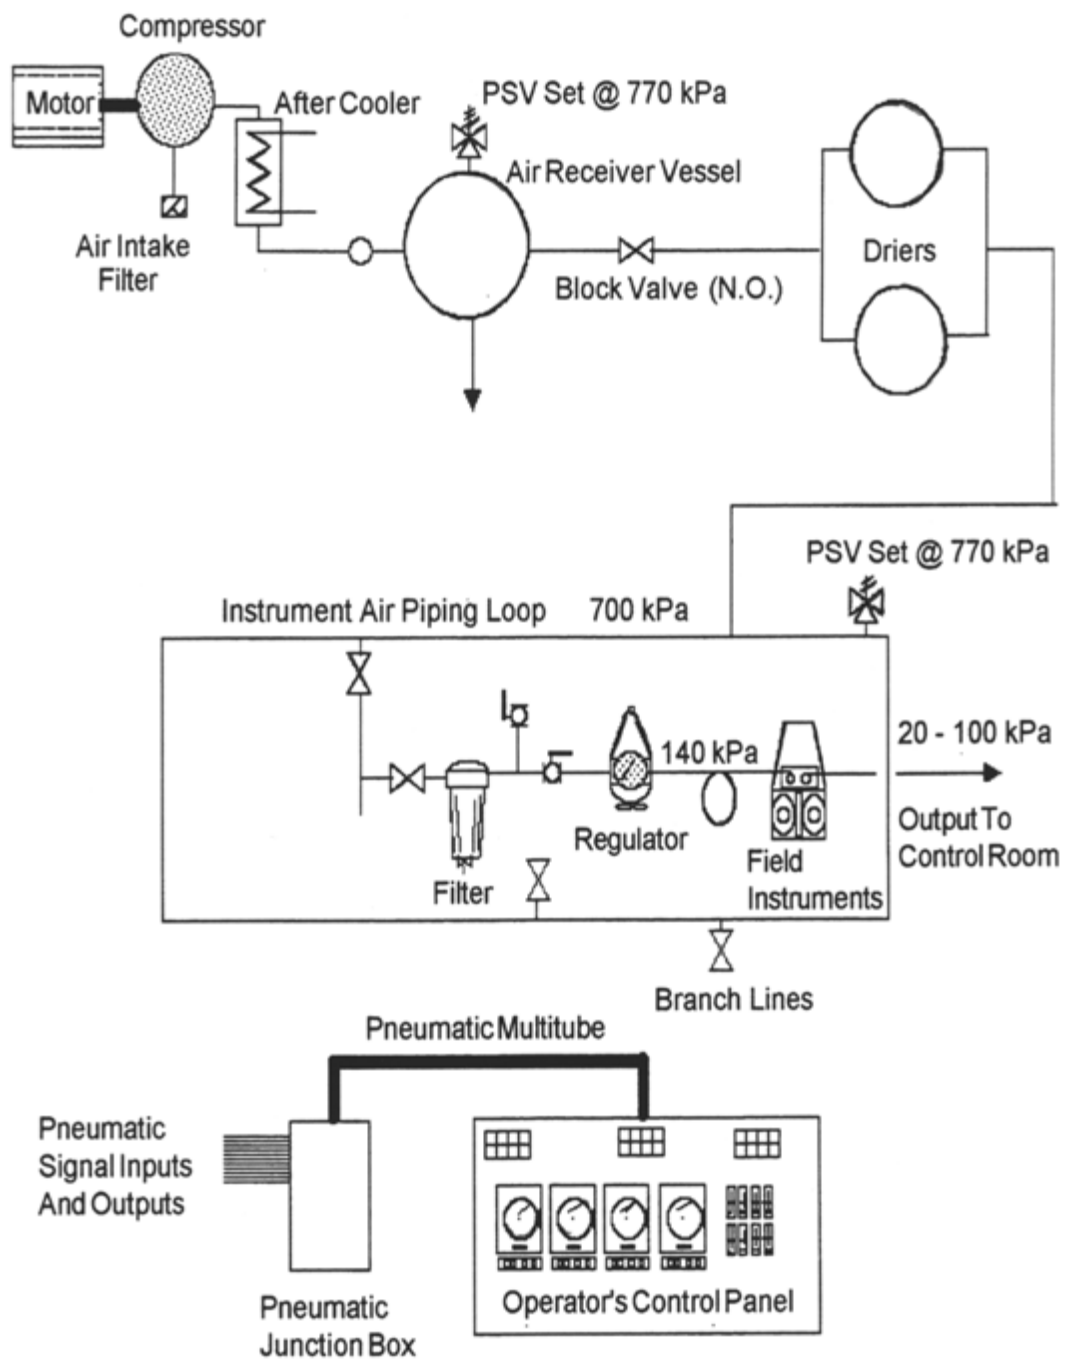 Compressor
Motor
After Cooler
PSV Set @ 770 kPa
Air Receiver Vessel
Air Intake
Filter
Block Valve (N.O.)
Driers
PSV Set @ 770 kPa
Instrument Air Piping Loop 700 kPa
140 kPa
20 - 100 kPa
Regulator
Output To
Control Room
Filter
Field
Instruments
Branch Lines
Pneumatic Multitube
Pneumatic
Signal Inputs
And Outputs
Operator's Control Panel
Pneumatic
Junction Box